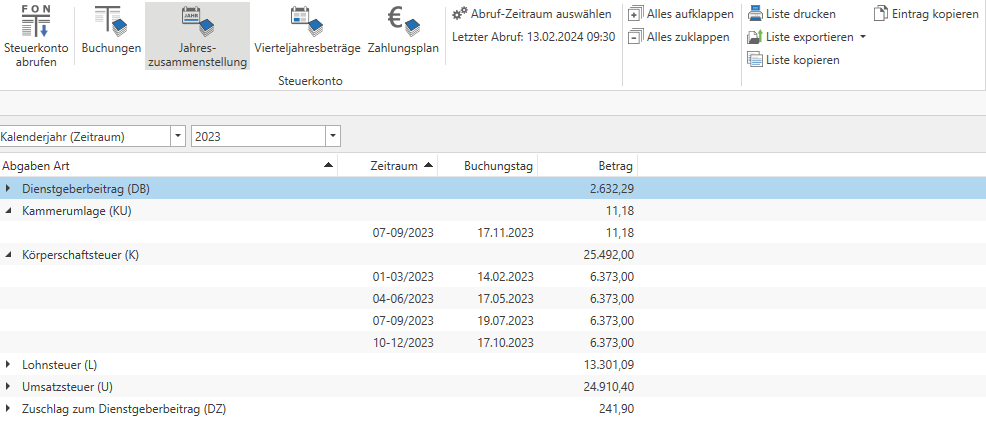 FON
Steuerkonto abrufen
Buchungen
JAHR
Jahres-zusammenstellung
Vierteljahresbeträge
Zahlungsplan
Steuerkonto
Abruf-Zeitraum auswählen
Letzter Abruf: 13.02.2024 09:30
Alles aufklappen
Alles zuklappen
Liste drucken
Liste exportieren
Liste kopieren
Eintrag kopieren
Kalenderjahr (Zeitraum) 2023
Abgaben Art Zeitraum Buchungstag Betrag
Dienstgeberbeitrag (DB) 2.632,29
Kammerumlage (KU) 11,18
07-09/2023 17.11.2023 11,18
Körperschaftsteuer (K) 25.492,00
01-03/2023 14.02.2023 6.373,00
04-06/2023 17.05.2023 6.373,00
07-09/2023 19.07.2023 6.373,00
10-12/2023 17.10.2023 6.373,00
Lohnsteuer (L) 13.301,09
Umsatzsteuer (U) 24.910,40
Zuschlag zum Dienstgeberbeitrag (DZ) 241,90